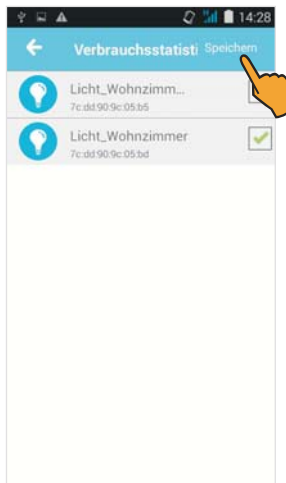 14:28
Verbrauchsstatisti Speichern
Licht_Wohnzimm...
7c:dd:90:9c:05:b5
Licht_Wohnzimmer
7c:dd:90:9c:05:bd